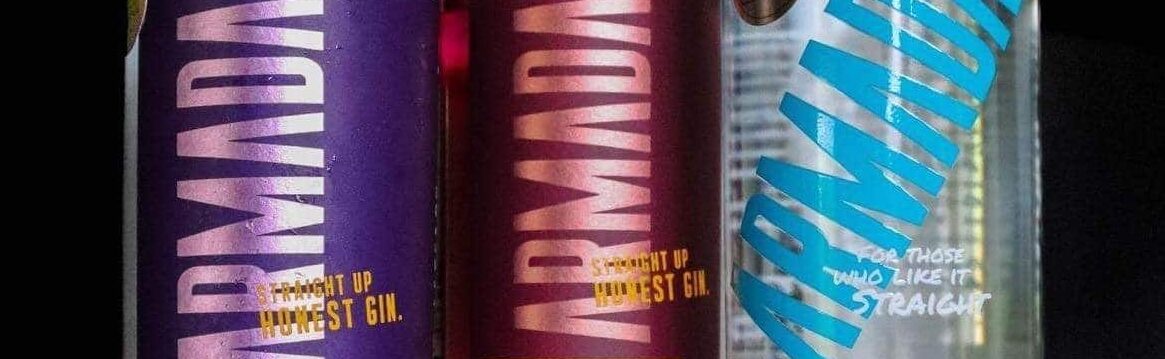 ARMADA
STRAIGHT UP
HONEST GIN.
ARMADA
STRAIGHT UP
HONEST GIN.
ARMADA
FOR THOSE
WHO LIKE IT
STRAIGHT